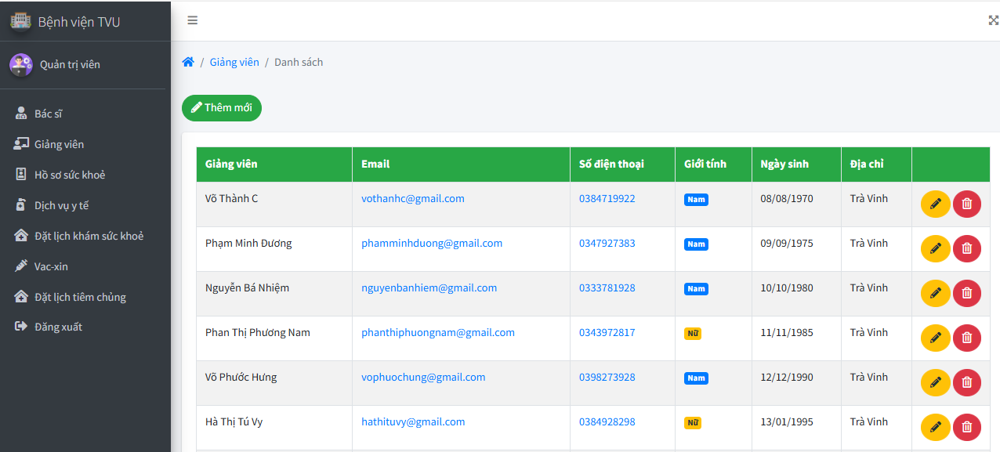 Bệnh viện TVU
Quản trị viên
Bác sĩ
Giảng viên
Hồ sơ sức khoẻ
Dịch vụ y tế
Đặt lịch khám sức khoẻ
Vac-xin
Đặt lịch tiêm chủng
Đăng xuất
/ Giảng viên / Danh sách
Thêm mới
Giảng viên Email Số điện thoại Giới tính Ngày sinh Địa chỉ
Võ Thành C vothanhc@gmail.com 0384719922 Nam 08/08/1970 Trà Vinh
Phạm Minh Đương phamminhduong@gmail.com 0347927383 Nam 09/09/1975 Trà Vinh
Nguyễn Bá Nhiệm nguyenbanhiem@gmail.com 0333781928 Nam 10/10/1980 Trà Vinh
Phan Thị Phương Nam phanthiphuongnam@gmail.com 0343972817 Nữ 11/11/1985 Trà Vinh
Võ Phước Hưng vophuochung@gmail.com 0398273928 Nam 12/12/1990 Trà Vinh
Hà Thị Tú Vy hathituvy@gmail.com 0384928298 Nữ 13/01/1995 Trà Vinh